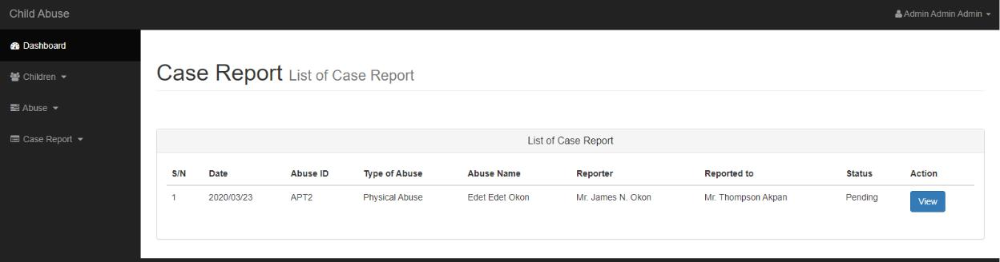 Child Abuse
Admin Admin Admin
Dashboard
Children
Abuse
Case Report
Case Report List of Case Report
List of Case Report
S/N Date Abuse ID Type of Abuse Abuse Name Reporter Reported to Status Action
1 2020/03/23 APT2 Physical Abuse Edet Edet Okon Mr. James N. Okon Mr. Thompson Akpan Pending View